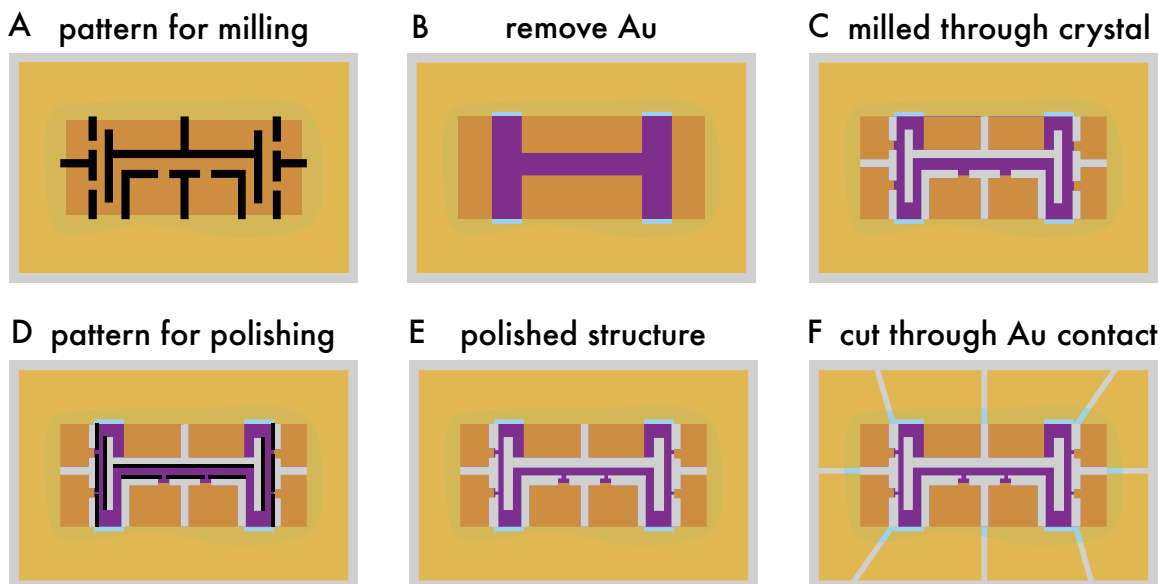 A pattern for milling
B remove Au
C milled through crystal
D pattern for polishing
E polished structure
F cut through Au contact